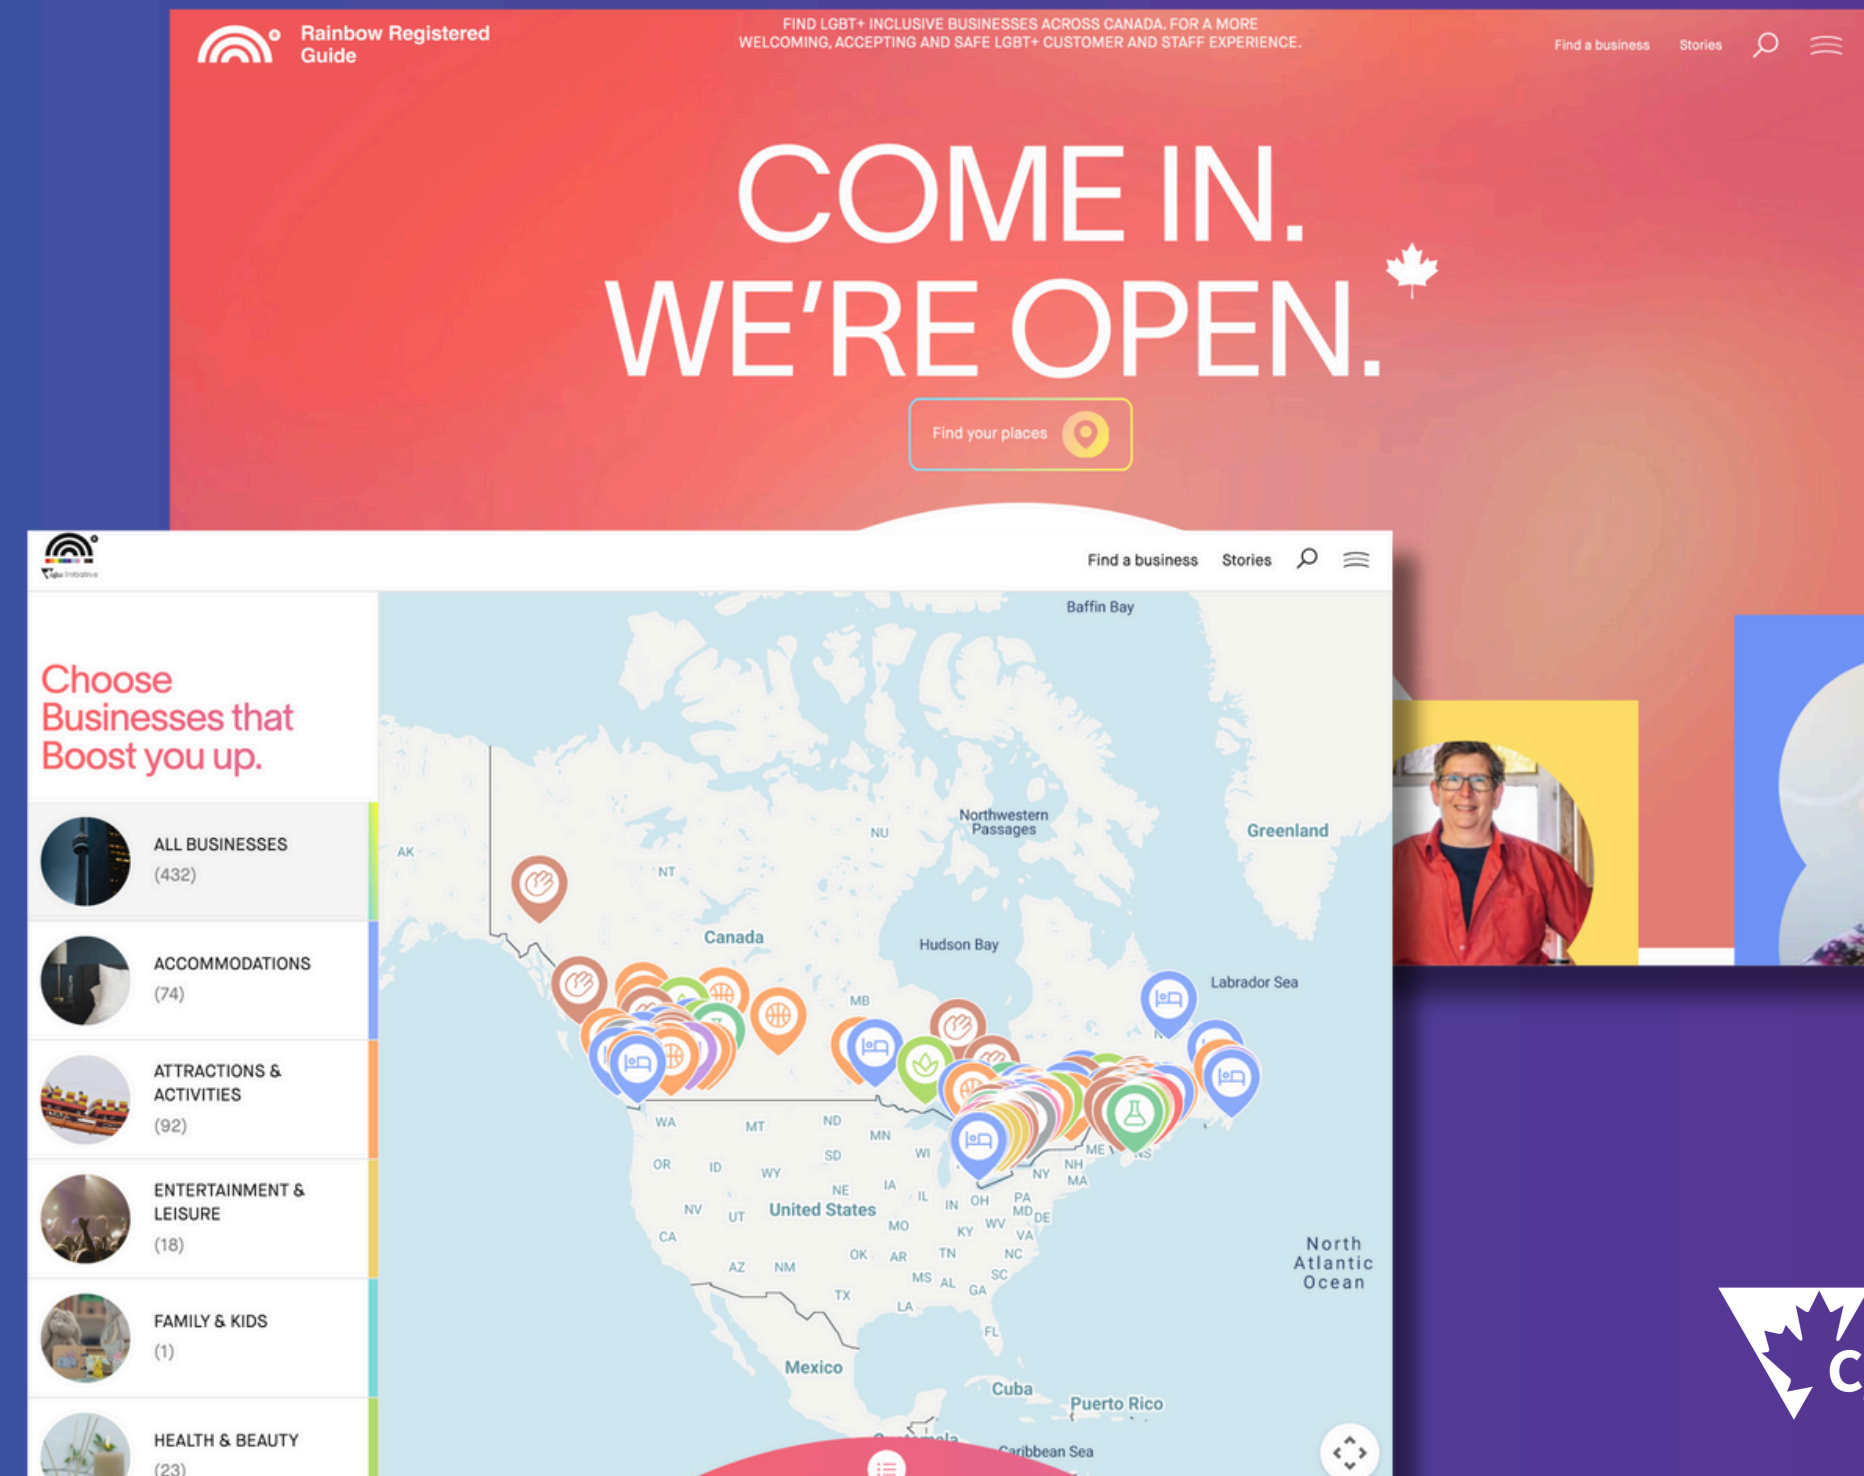 Rainbow Registered
Guide
FIND LGBT+ INCLUSIVE BUSINESSES ACROSS CANADA. FOR A MORE
WELCOMING, ACCEPTING AND SAFE LGBT+ CUSTOMER AND STAFF EXPERIENCE.
Find a business
Stories
COME IN.
WE'RE OPEN.
Find your places
Initiative
Find a business
Stories
Choose
Businesses that
Boost you up.
ALL BUSINESSES
(432)
ACCOMMODATIONS
(74)
ATTRACTIONS &
ACTIVITIES
(92)
ENTERTAINMENT &
LEISURE
(18)
FAMILY & KIDS
(1)
HEALTH & BEAUTY
(23)
Baffin Bay
Northwestern
Passages
Greenland
NU
AK
NT
Canada
Hudson Bay
Labrador Sea
MB
WA
MT
ND
MN
OR
ID
WY
SD
WI
NY
NH
ME
NS
MA
NE
IA
IL
IN
OH
PA
MD
DE
NV
UT
United States
MO
KY
WV
VA
CA
OK
AR
TN
NC
AZ
NM
MS
AL
GA
SC
TX
LA
FL
North
Atlantic
Ocean
Mexico
Cuba
Puerto Rico
Guatemala
Caribbean Sea